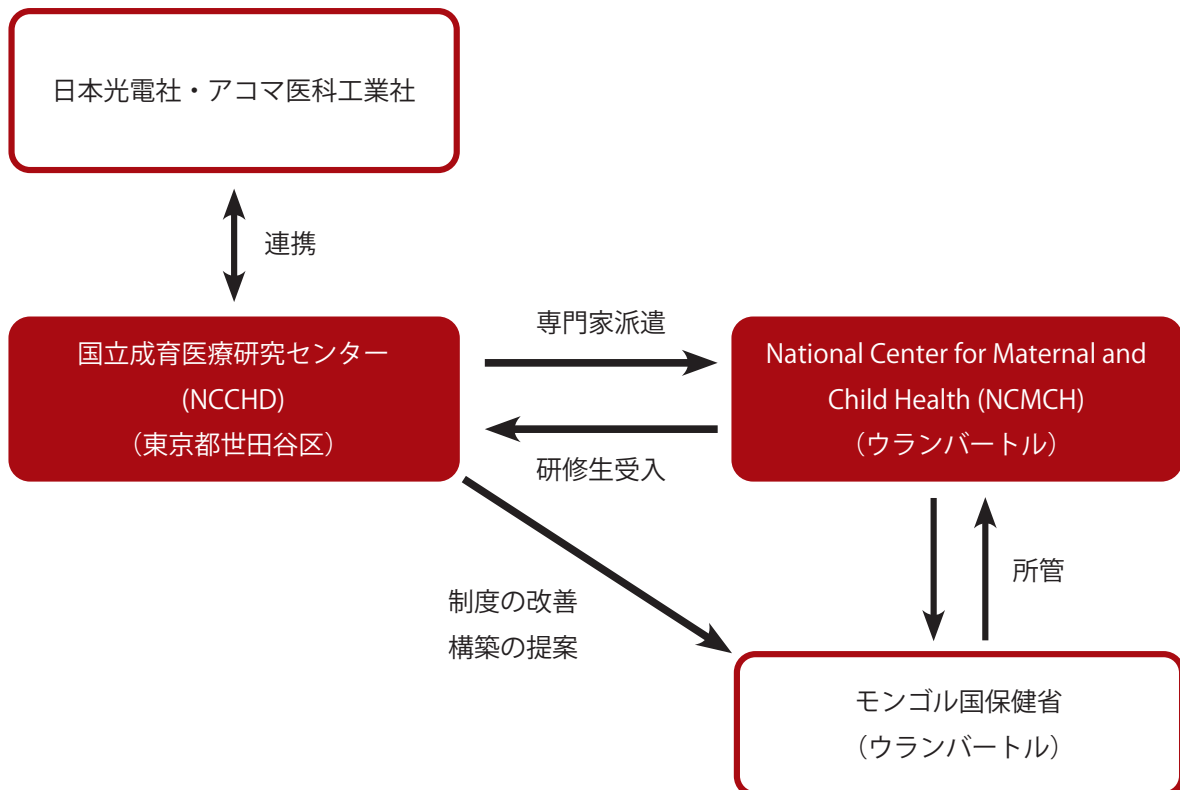 日本光電社・アコマ医科工業社
連携
国立成育医療研究センター
(NCCHD)
（東京都世田谷区）
専門家派遣
研修生受入
National Center for Maternal and
Child Health (NCMCH)
（ウランバートル）
所管
制度の改善
構築の提案
モンゴル国保健省
（ウランバートル）